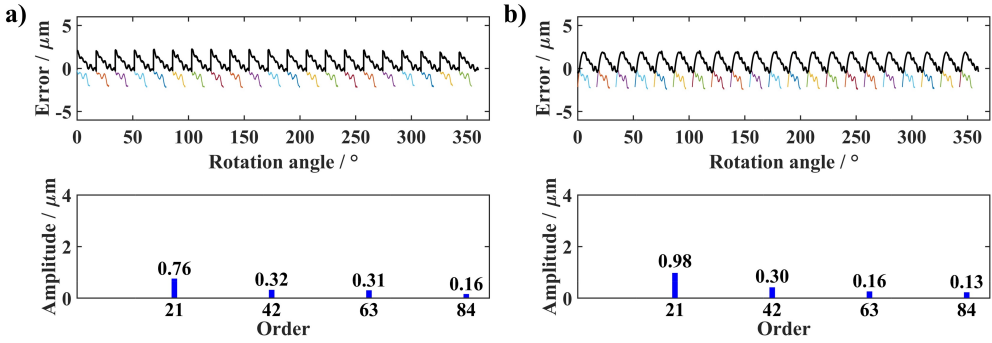 a)
Error / µm
5
0
-5
0 50 100 150 200 250 300 350
Rotation angle / °
Amplitude / µm
4
2
0
0.76 0.32 0.31 0.16
21 42 63 84
Order
b)
Error / µm
5
0
-5
0 50 100 150 200 250 300 350
Rotation angle / °
Amplitude / µm
4
2
0
0.98 0.30 0.16 0.13
21 42 63 84
Order